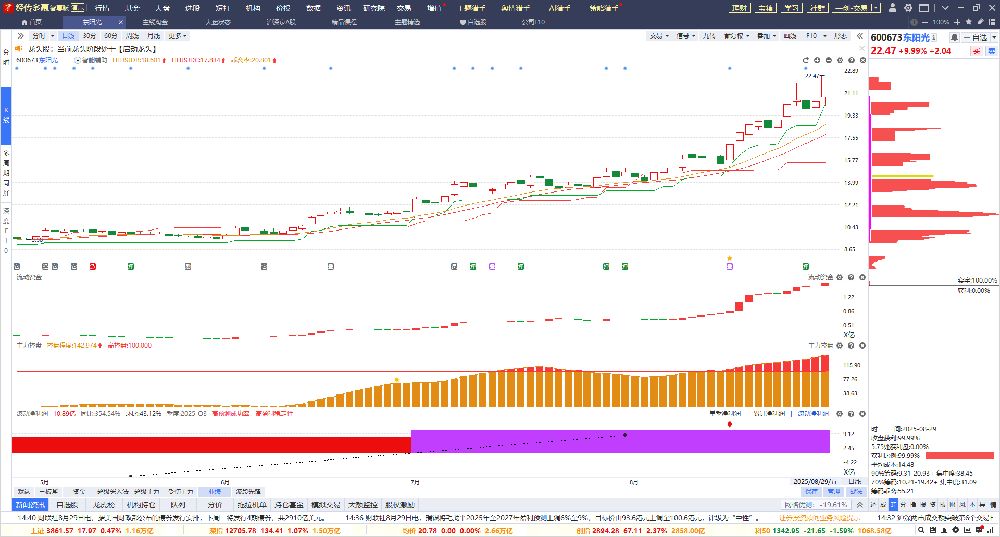 经传多赢 智尊版 演示 行情 基金 大盘 选股 短打 机构 价投 数据 资讯 研究院 交易 增值 主题猎手 舆情猎手 AI猎手 策略猎手 理财 宝箱 学习 社群 一创-交易
首页 东阳光 主线淘金 大盘状态 沪深京A股 精品课程 主题精选 自选股 公司F10 100%
分时 日线 30分 60分 周线 月线 更多 交易 信号 九转 前复权 叠加 画线 F10 形态
600673 东阳光 自选
22.47 +9.99% +2.04 买 卖
龙头股：当前龙头阶段处于【启动龙头】
600673 东阳光 智能辅助 HHJSJDB:18.601 HHJSJDC:17.834 乖离率:20.801
分时
K线
多周期同屏
深度F10
22.89
22.47
21.11
19.33
17.55
15.77
13.99
12.21
10.43
9.38
8.65
它 经 它 它 派 押 励 它 员 押 押 押 押 押
流动资金 流动资金
1.22
0.86
0.51
X亿
套牢:100.00%
获利:0.00%
主力控盘 控盘程度:142.974 高控盘:100.000 主力控盘
115.90
77.26
38.63
滚动净利润 10.89亿 同比:354.54% 环比:43.12% 季度:2025-Q3 高预测成功率，高盈利稳定性 单季净利润 累计净利润 滚动净利润
9.12
2.45
-4.22
X亿
5月 6月 7月 8月 2025/08/29/五 日线
时 间:2025-08-29
收盘获利:99.99%
5.75处获利盘:0.00%
获利比例:99.99%
平均成本:14.48
90%筹码:9.31-20.93+ 集中度:38.45
70%筹码:10.21-19.42+ 集中度:31.09
筹码乖离:55.21
默认 三板斧 资金 超级买入法 超级主力 受伤主力 业绩 波段先锋 保存 管理 战法
新闻资讯 自选股 龙虎榜 机构持仓 队列 分价 拖拉机单 持仓基金 模拟交易 大额监控 股权激励 网格优测: -19.61% 还 成 筹 分 指 报 资 技 财 风 本 异 情
14:40 财联社8月29日电，据美国财政部公布的债券发行安排，下周二将发行4期债券，共2910亿美元。 14:36 财联社8月29日电，瑞银将毛戈平2025年至2027年盈利预测上调6%至9%，目标价由93.6港元上调至100.6港元，评级为“中性”。 证券投资顾问业务风险提示 14:32 沪深两市成交额突破第6个交易日
上证 3861.57 17.97 0.47% 1.16万亿 深指 12705.78 134.41 1.07% 1.50万亿 均价 20.78 0.00 0.00% 2.66万亿 创指 2894.28 67.11 2.37% 2858.00亿 科50 1342.95 -21.65 -1.59% 1068.58亿